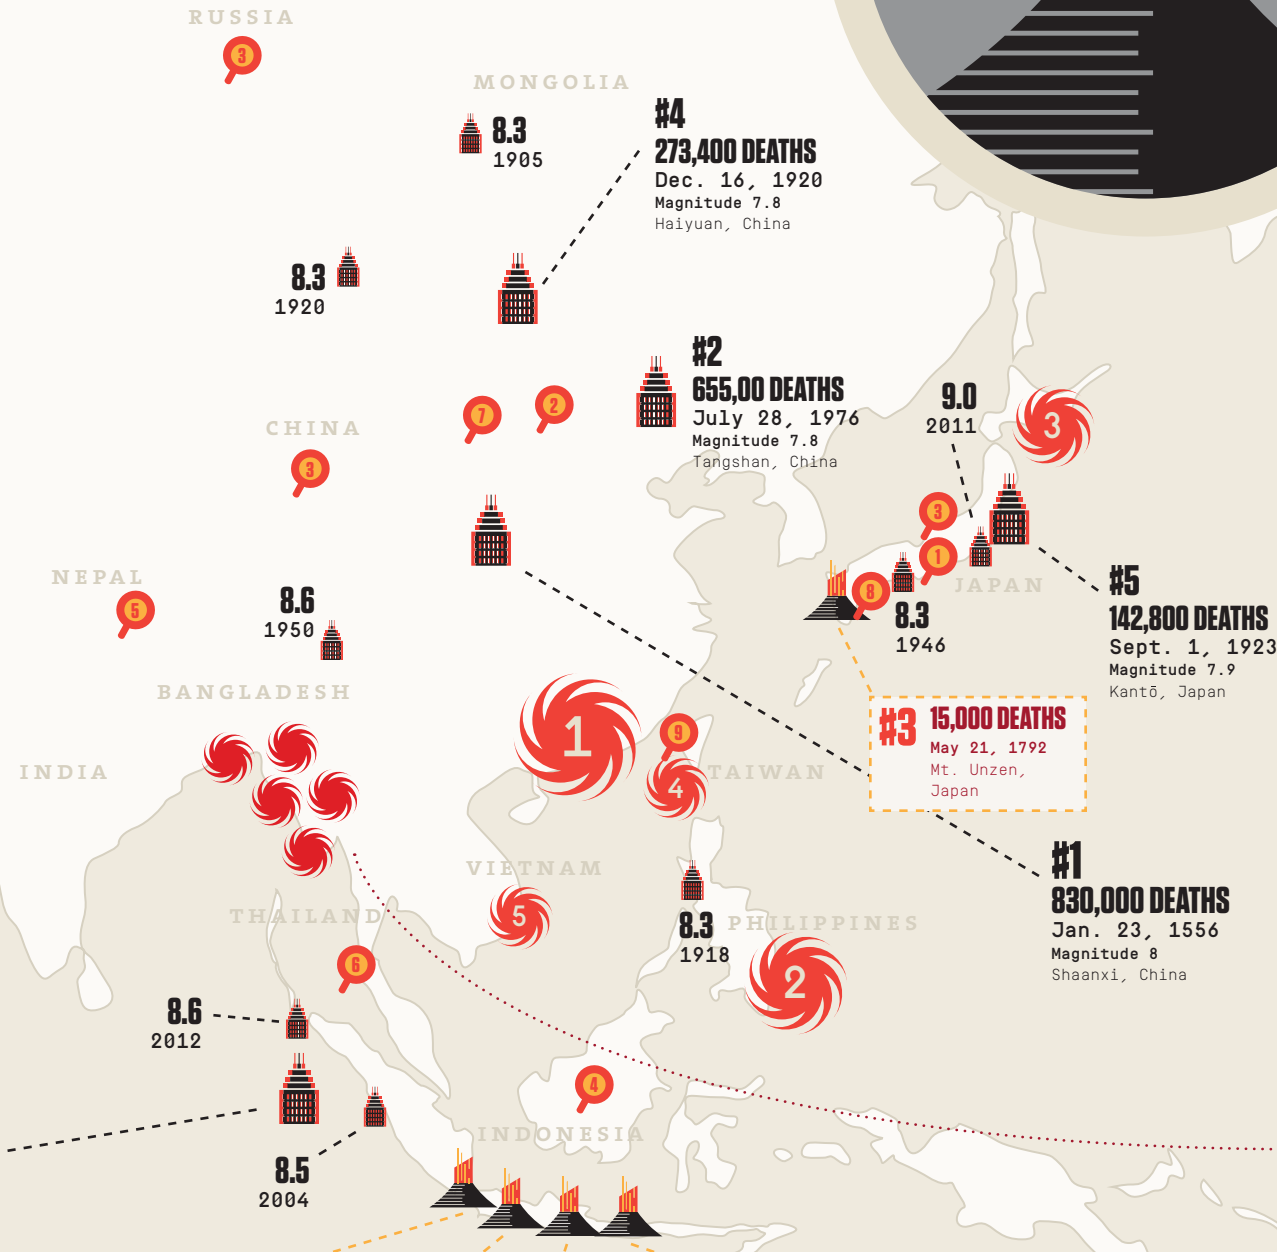 RUSSIA
3
MONGOLIA
8.3
1905
#4
273,400 DEATHS
Dec. 16, 1920
Magnitude 7.8
Haiyuan, China
8.3
1920
#2
655,00 DEATHS
July 28, 1976
Magnitude 7.8
Tangshan, China
9.0
2011
3
7
2
CHINA
3
3
1
JAPAN
8
8.3
1946
#5
142,800 DEATHS
Sept. 1, 1923
Magnitude 7.9
Kantō, Japan
NEPAL
5
8.6
1950
BANGLADESH
#3
15,000 DEATHS
May 21, 1792
Mt. Unzen,
Japan
1
9
4
TAIWAN
INDIA
VIETNAM
5
8.3
1918
PHILIPPINES
2
#1
830,000 DEATHS
Jan. 23, 1556
Magnitude 8
Shaanxi, China
THAILAND
6
8.6
2012
4
INDONESIA
8.5
2004